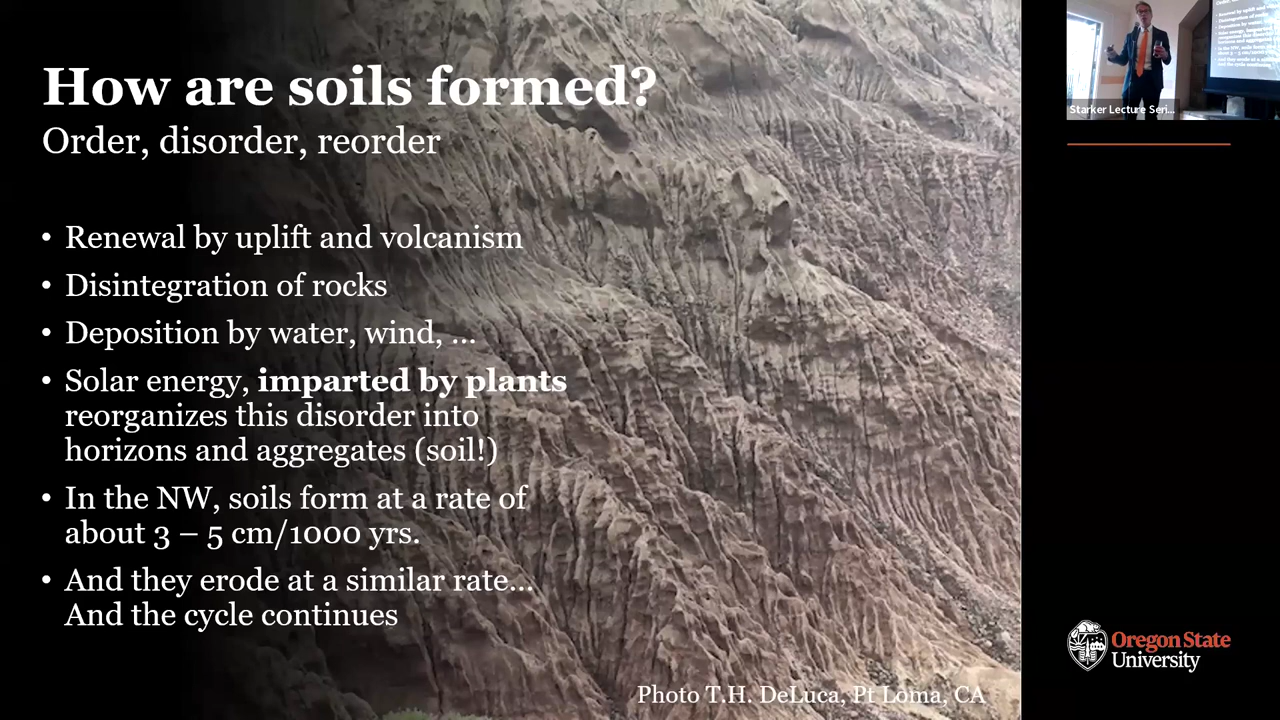 How are soils formed?
Order, disorder, reorder
• Renewal by uplift and volcanism
• Disintegration of rocks
• Deposition by water, wind, ...
• Solar energy, imparted by plants
reorganizes this disorder into
horizons and aggregates (soil!)
• In the NW, soils form at a rate of
about 3 – 5 cm/1000 yrs.
• And they erode at a similar rate...
And the cycle continues
Photo T.H. DeLuca, Pt Loma, CA
Starker Lecture Seri...
Oregon State
University